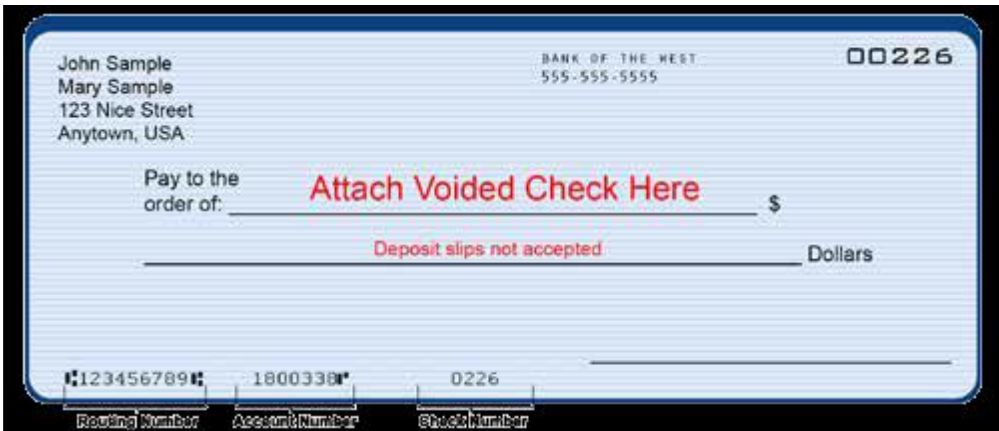 John Sample
Mary Sample
123 Nice Street
Anytown, USA
BANK OF THE WEST
555-555-5555
00226
Pay to the
order of:
Attach Voided Check Here
$
Deposit slips not accepted
Dollars
⑆123456789⑆ 1800338⑈ 0226
Routing Number Account Number Check Number